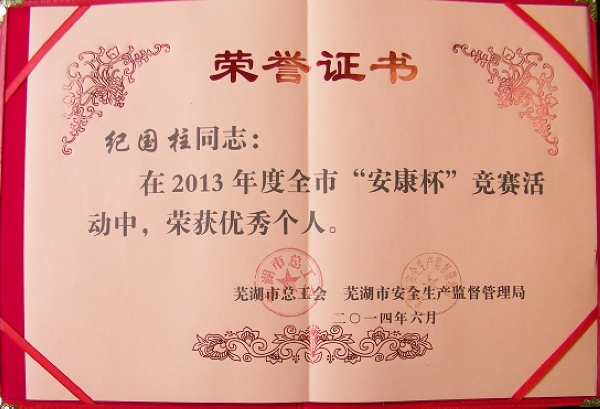 荣誉证书
纪国柱同志：
在2013年度全市“安康杯”竞赛活
动中，荣获优秀个人。
芜湖市总工会 芜湖市安全生产监督管理局
二〇一四年六月